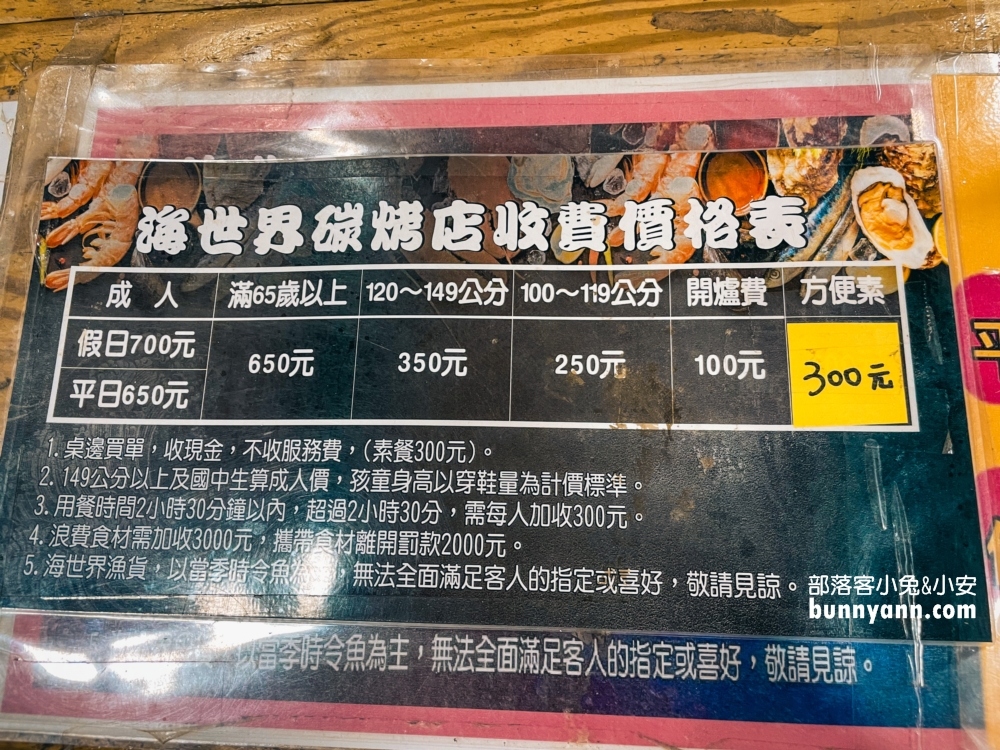 海世界碳烤店收費價格表
成 人 滿65歲以上 120～149公分 100～119公分 開爐費 方便素
假日700元
平日650元
650元 350元 250元 100元 300元
1. 桌邊買單，收現金，不收服務費，(素餐300元)。
2. 149公分以上及國中生算成人價，孩童身高以穿鞋量為計價標準。
3. 用餐時間2小時30分鐘以內，超過2小時30分，需每人加收300元。
4. 浪費食材需加收3000元，攜帶食材離開罰款2000元。
5. 海世界漁貨，以當季時令魚為 無法全面滿足客人的指定或喜好，敬請見諒。
部落客小兔&小安
bunnyann.com
以當季時令魚為主，無法全面滿足客人的指定或喜好，敬請見諒。